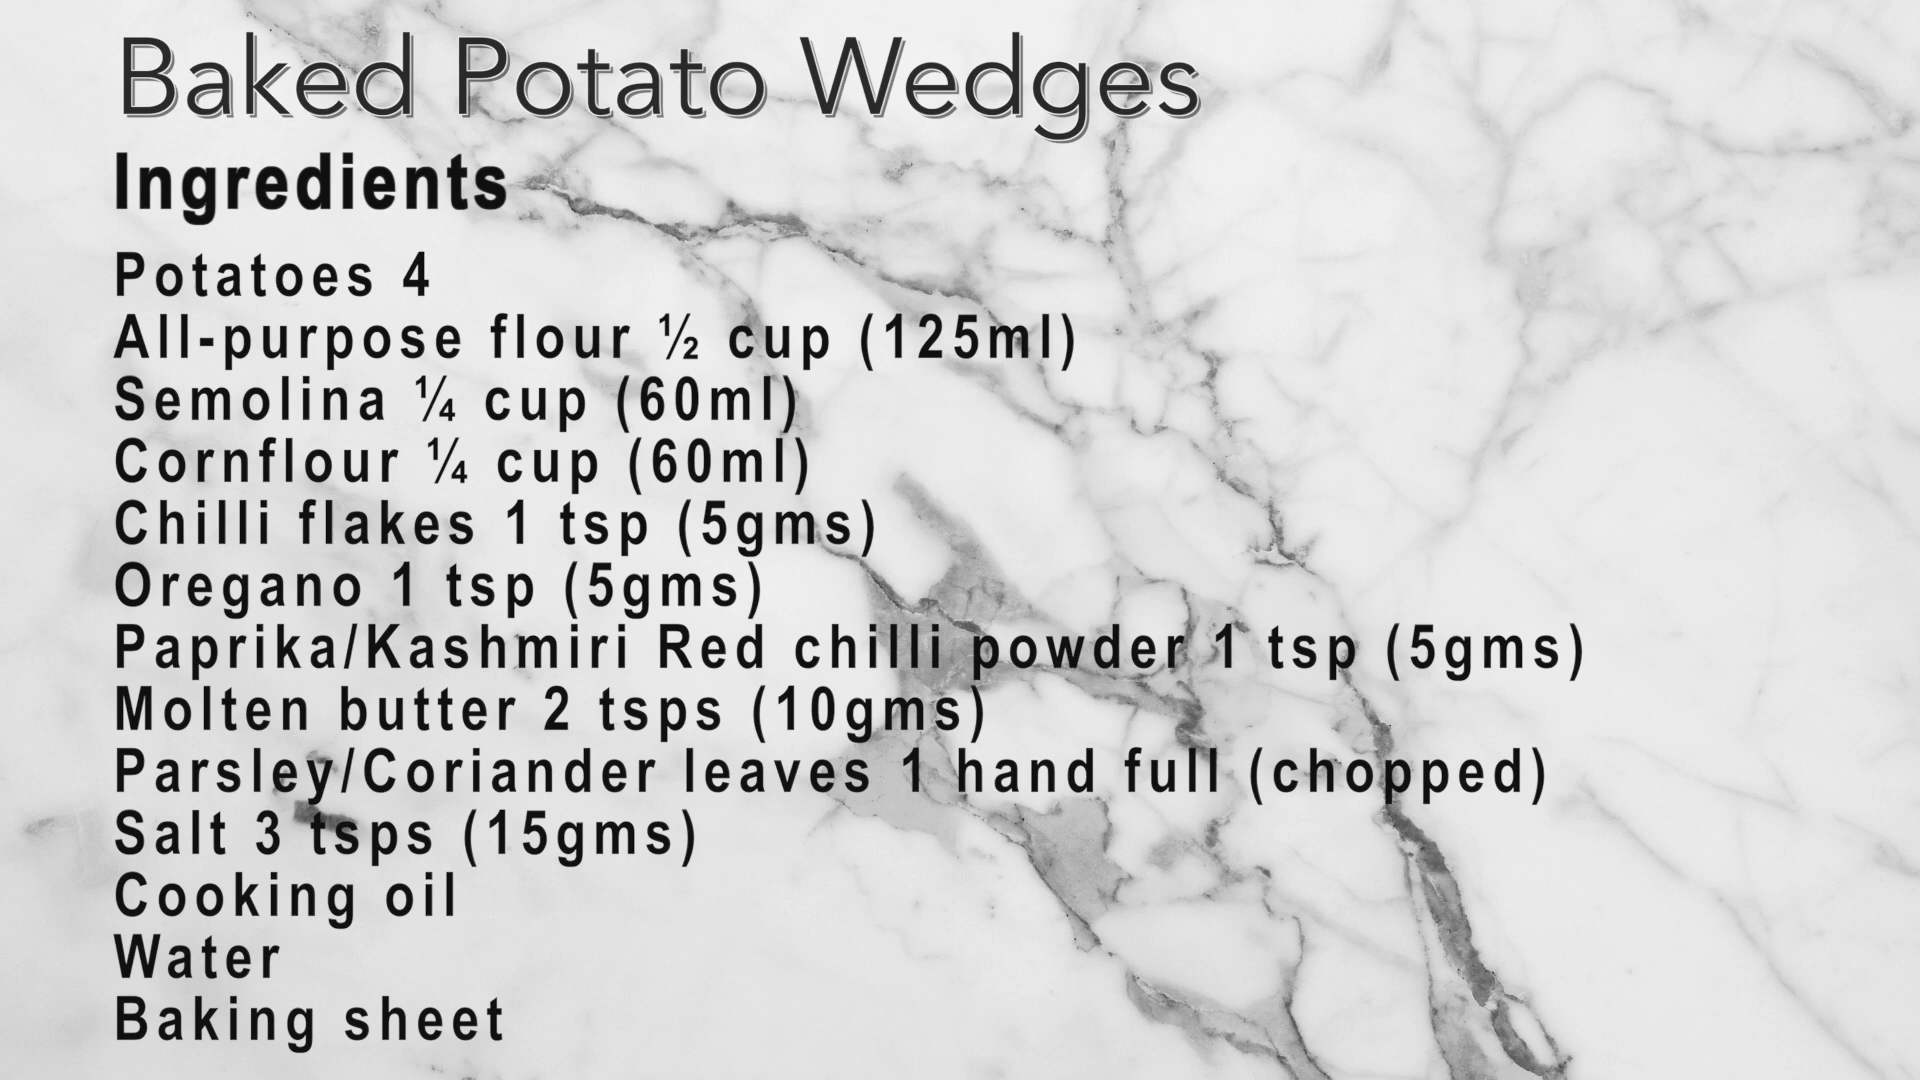 Baked Potato Wedges
Ingredients
Potatoes 4
All-purpose flour ½ cup (125ml)
Semolina ¼ cup (60ml)
Cornflour ¼ cup (60ml)
Chilli flakes 1 tsp (5gms)
Oregano 1 tsp (5gms)
Paprika/Kashmiri Red chilli powder 1 tsp (5gms)
Molten butter 2 tsps (10gms)
Parsley/Coriander leaves 1 hand full (chopped)
Salt 3 tsps (15gms)
Cooking oil
Water
Baking sheet